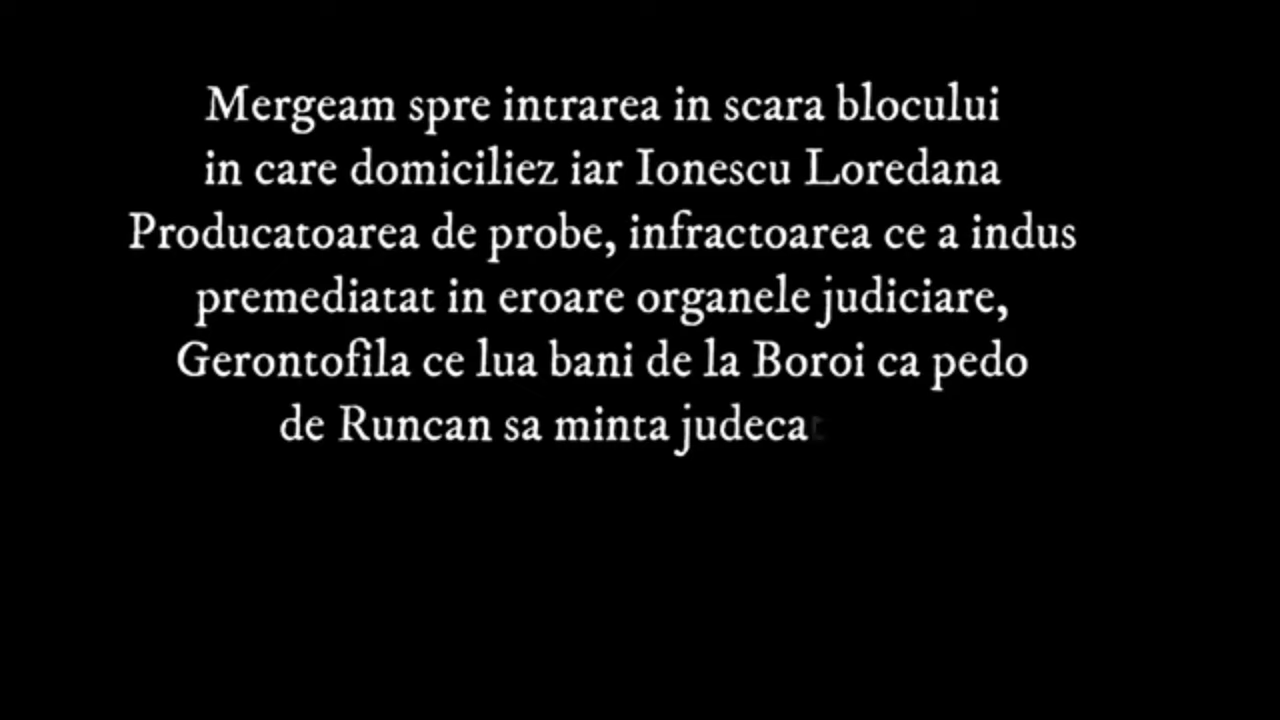 Mergeam spre intrarea in scara blocului
in care domiciliez iar Ionescu Loredana
Producatoarea de probe, infractoarea ce a indus
premediatat in eroare organele judiciare,
Gerontofila ce lua bani de la Boroi ca pedo
de Runcan sa minta judeca